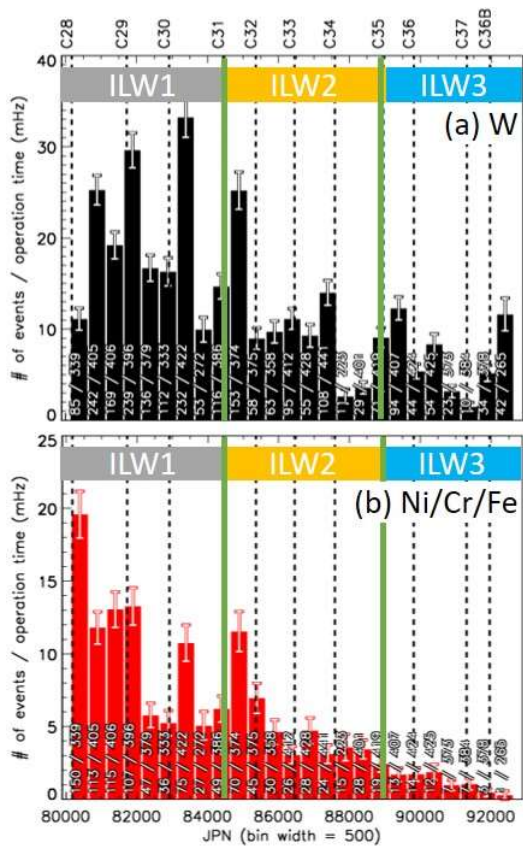 C28 C29 C30 C31 C32 C33 C34 C35 C36 C37 C36B
ILW1 ILW2 ILW3
(a) W
# of events / operation time (mHz)
40
30
20
10
0
85 / 339
242 / 405
169 / 406
239 / 396
136 / 379
112 / 333
232 / 422
53 / 272
116 / 386
153 / 374
58 / 375
63 / 358
95 / 412
55 / 428
108 / 441
94 / 407
54 / 425
42 / 265
ILW1 ILW2 ILW3
(b) Ni/Cr/Fe
# of events / operation time (mHz)
25
20
15
10
5
0
113 / 405
115 / 406
107 / 396
47 / 379
36 / 333
75 / 422
27 / 272
49 / 386
45 / 375
30 / 358
80000 82000 84000 86000 88000 90000 92000
JPN (bin width = 500)